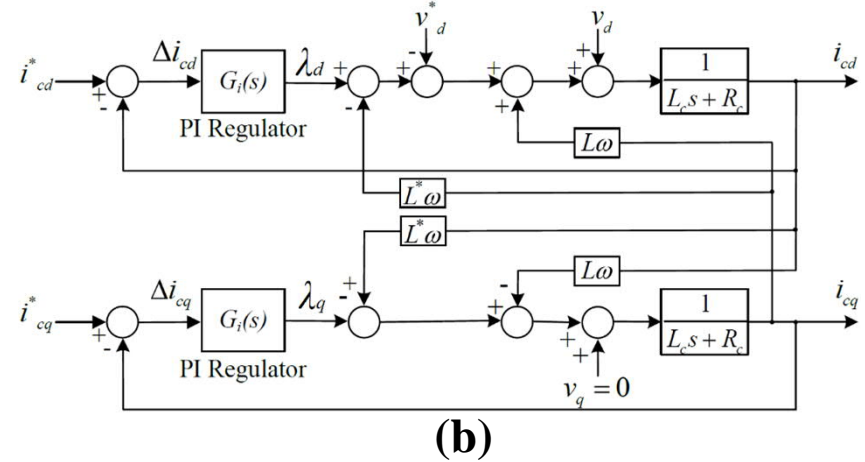 v*d
vd
i*cd
Δicd
Gi(s)
λd
1
Lcs + Rc
icd
+
-
+
-
+
-
+
+
+
+
PI Regulator
Lω
L*ω
L*ω
Lω
i*cq
Δicq
Gi(s)
λq
1
Lcs + Rc
icq
+
-
+
-
+
-
+
+
PI Regulator
vq = 0
(b)